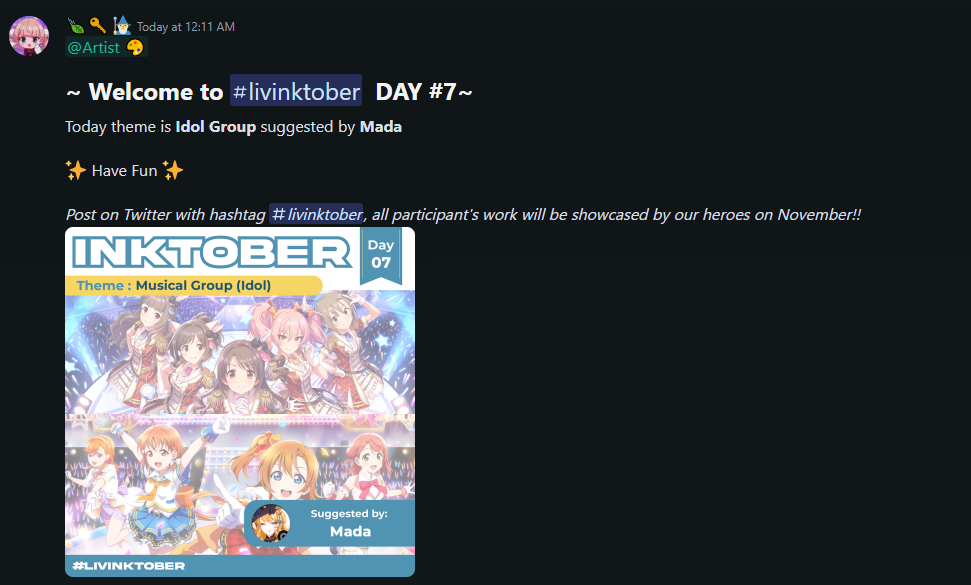 Today at 12:11 AM
@Artist
~ Welcome to #livinktober DAY #7~
Today theme is Idol Group suggested by Mada
Have Fun
Post on Twitter with hashtag #livinktober, all participant's work will be showcased by our heroes on November!!
INKTOBER
Day
07
Theme : Musical Group (Idol)
Suggested by:
Mada
#LIVINKTOBER